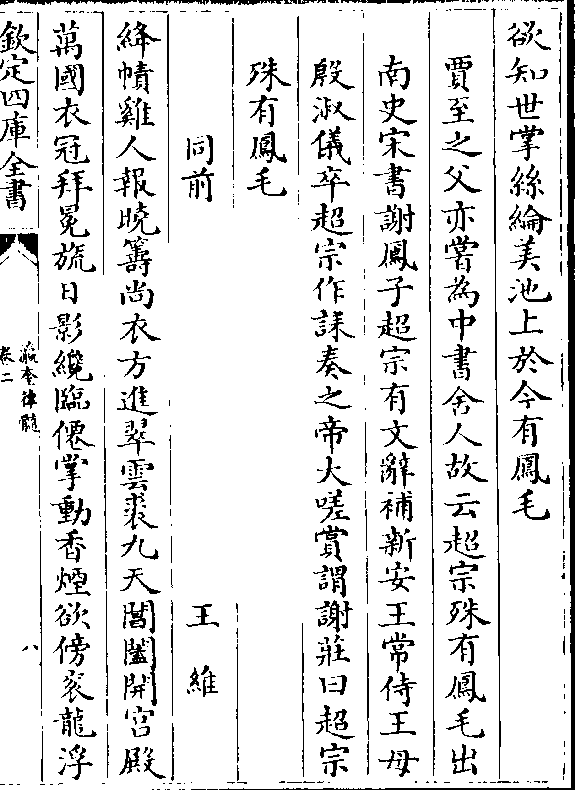 欲知世掌絲綸美池上於今有鳳毛
賈至之父亦嘗為中書舍人故云超宗殊有鳳毛出
南史宋書謝鳳子超宗有文辭補新安王常侍王母
殷淑儀卒超宗作誄奏之帝大嗟賞謂謝莊曰超宗
殊有鳳毛
同前 王維
絳幘雞人報曉籌尚衣方進翠雲裘九天閶闔開宮殿
萬國衣冠拜冕旒日影纔臨僊掌動香煙欲傍衮龍浮
欽定四庫全書
瀛奎律髓
卷二
八